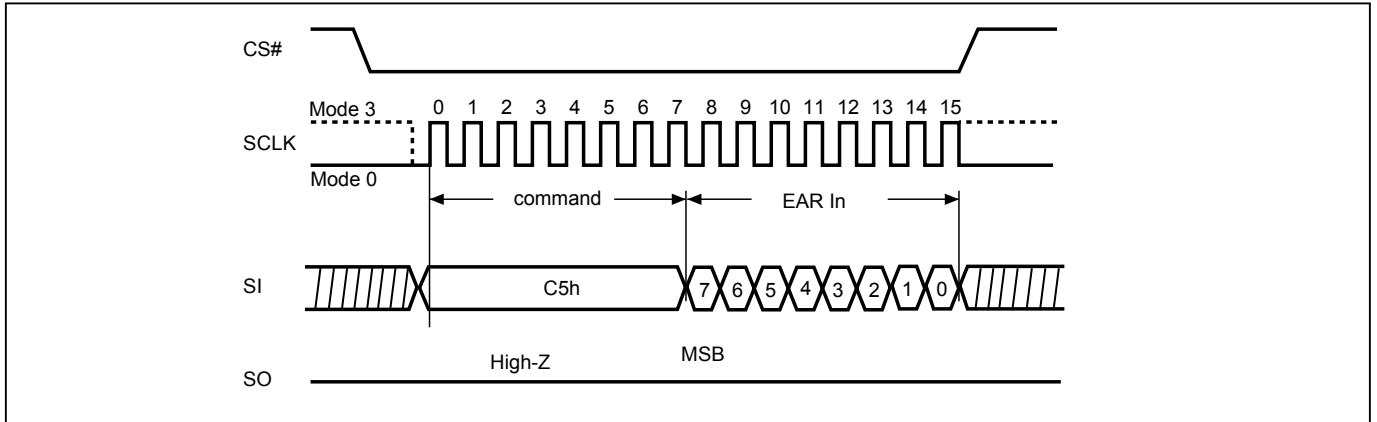 CS#
Mode 3
0 1 2 3 4 5 6 7 8 9 10 11 12 13 14 15
SCLK
Mode 0
command
EAR In
SI
C5h
7 6 5 4 3 2 1 0
High-Z
MSB
SO